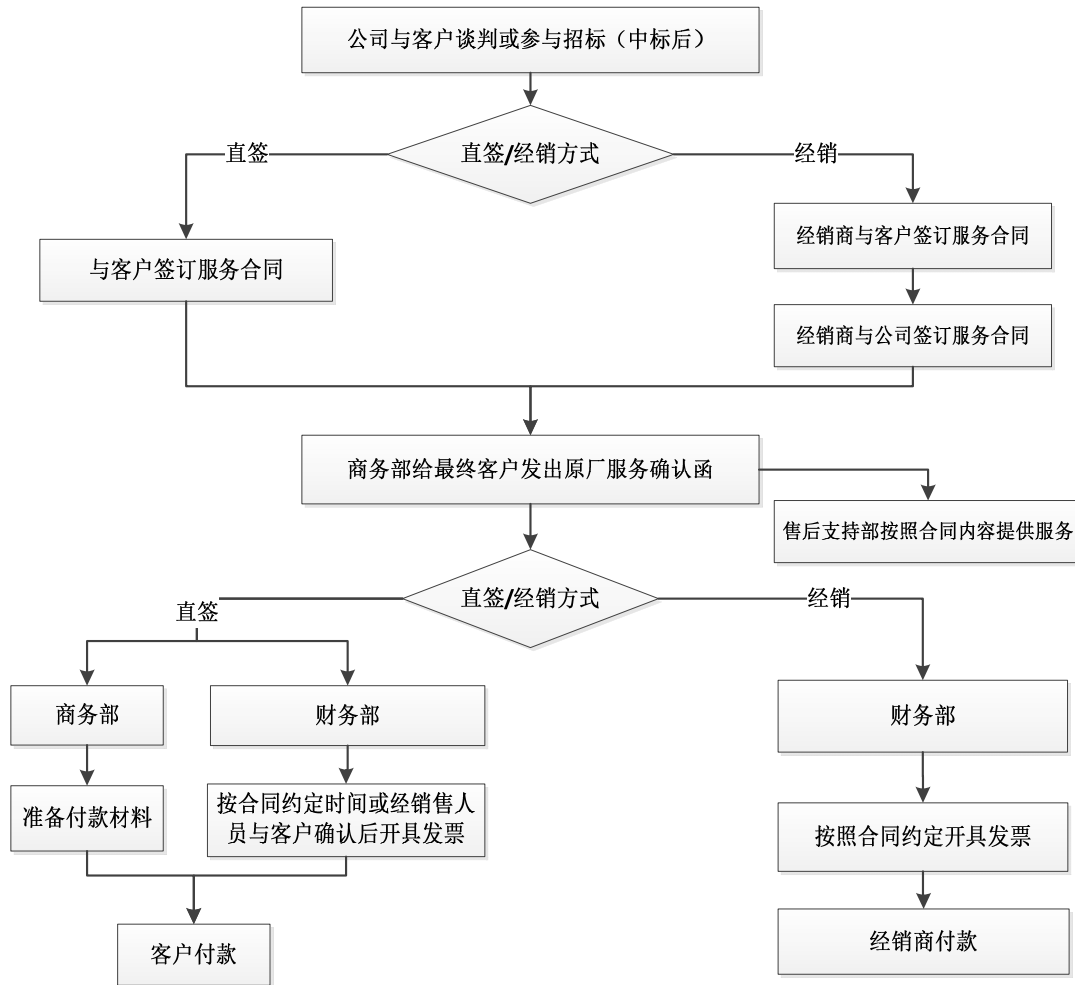 公司与客户谈判或参与招标（中标后）
直签/经销方式
直签
经销
与客户签订服务合同
经销商与客户签订服务合同
经销商与公司签订服务合同
商务部给最终客户发出原厂服务确认函
售后支持部按照合同内容提供服务
直签/经销方式
直签
经销
商务部
财务部
财务部
准备付款材料
按合同约定时间或经销售人
员与客户确认后开具发票
按照合同约定开具发票
客户付款
经销商付款